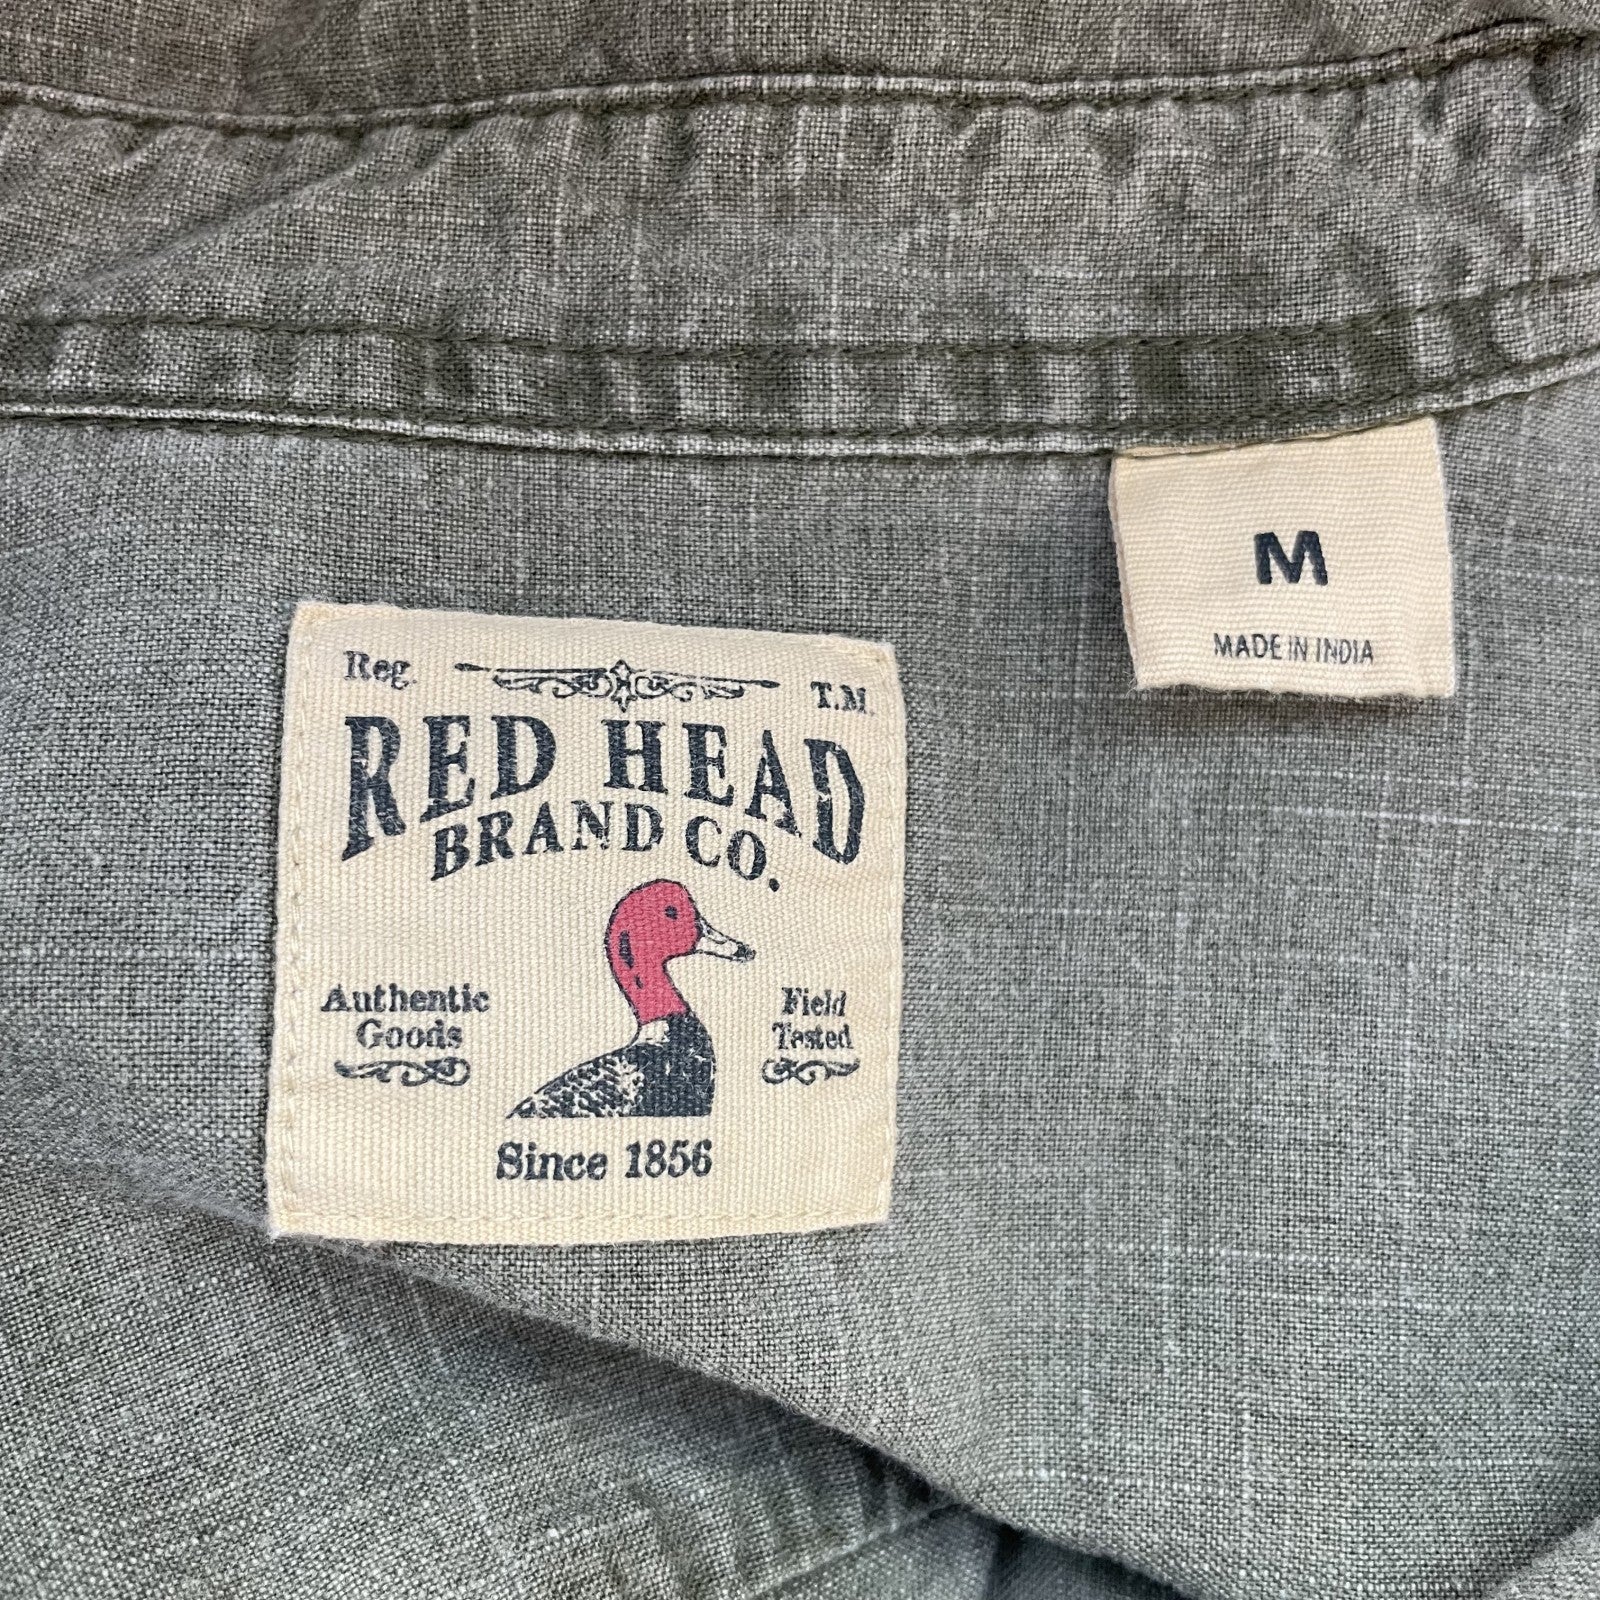 Reg. T.M.
RED HEAD
BRAND CO.
Authentic
Goods
Field
Tested
Since 1856
M
MADE IN INDIA